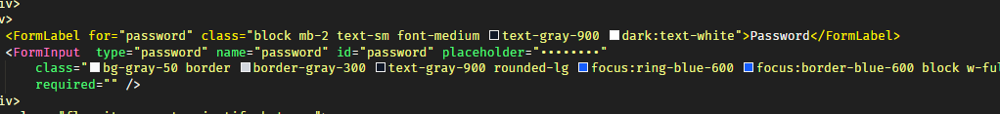 iv>
v>
<FormLabel for="password" class="block mb-2 text-sm font-medium text-gray-900 dark:text-white">Password</FormLabel>
<FormInput  type="password" name="password" id="password" placeholder="••••••••"
class="bg-gray-50 border border-gray-300 text-gray-900 rounded-lg focus:ring-blue-600 focus:border-blue-600 block w-ful
required="" />
iv>